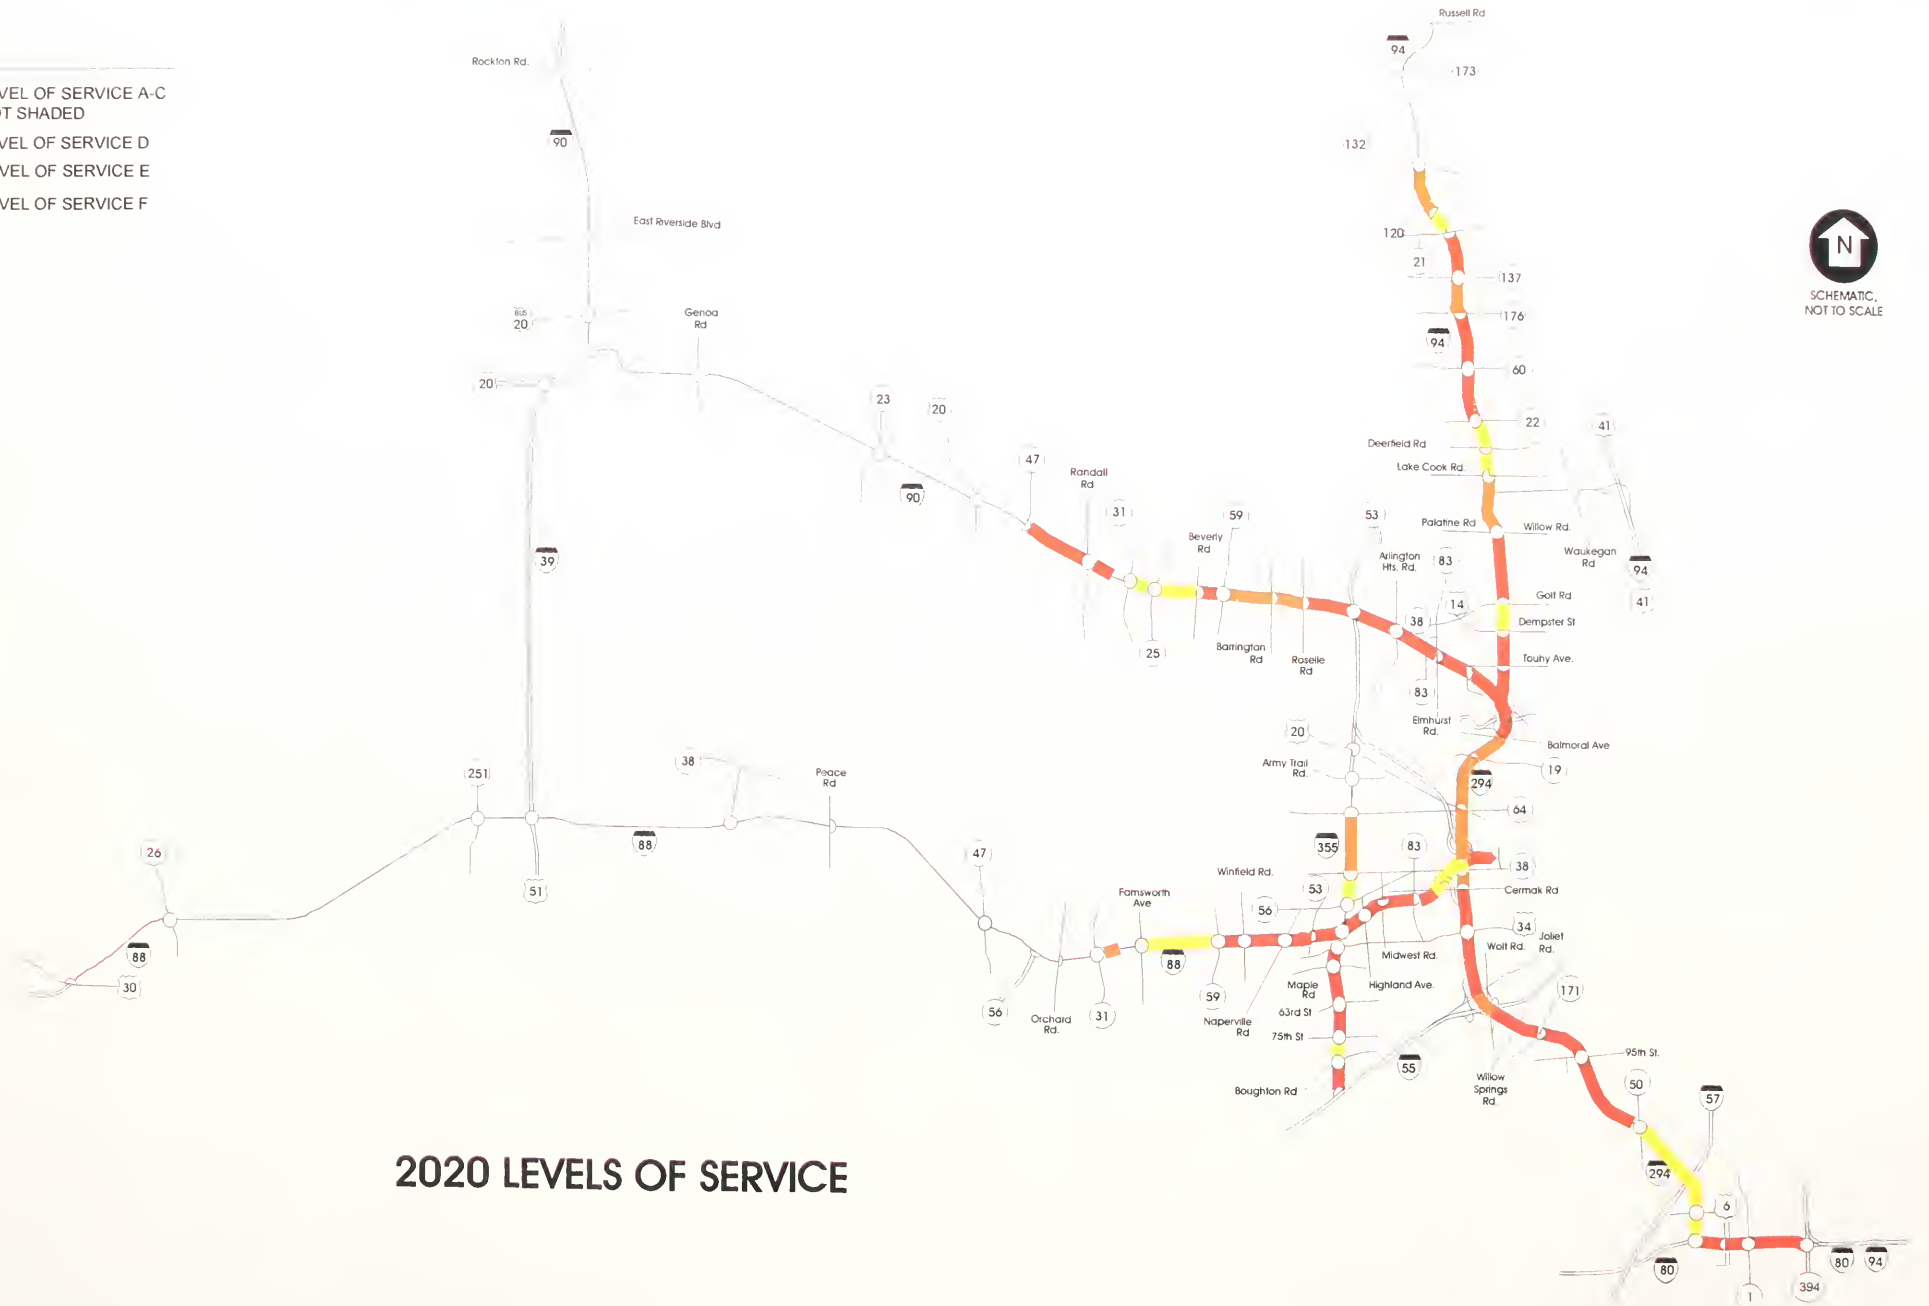 VEL OF SERVICE A-C
OT SHADED
VEL OF SERVICE D
VEL OF SERVICE E
VEL OF SERVICE F
Russell Rd
94
173
Rockton Rd.
90
132
East Riverside Blvd
120
21
137
N
SCHEMATIC,
NOT TO SCALE
BUS
20
Genoa
Rd
176
94
60
20
23
20
22
41
Deerfield Rd
Lake Cook Rd.
47
Randall
Rd
90
31
59
53
Palatine Rd
Willow Rd.
Beverly
Rd
Arlington
Hts. Rd.
83
Waukegan
Rd
94
39
41
14
Golf Rd
38
Dempster St
25
Barrington
Rd
Roselle
Rd
Touhy Ave.
83
Elmhurst
Rd.
20
Balmoral Ave
Army Trail
Rd.
19
294
251
38
Peace
Rd
64
88
355
83
26
47
38
51
Winfield Rd.
53
Cermak Rd
Farnsworth
Ave
56
34
Joliet
Rd.
Wolf Rd.
88
88
Midwest Rd.
30
Maple
Rd
Highland Ave.
171
59
56
Orchard
Rd.
31
Naperville
Rd
63rd St
75th St
95th St.
55
Boughton Rd
Willow
Springs
Rd
50
57
2020 LEVELS OF SERVICE
294
6
80
80
94
1
394